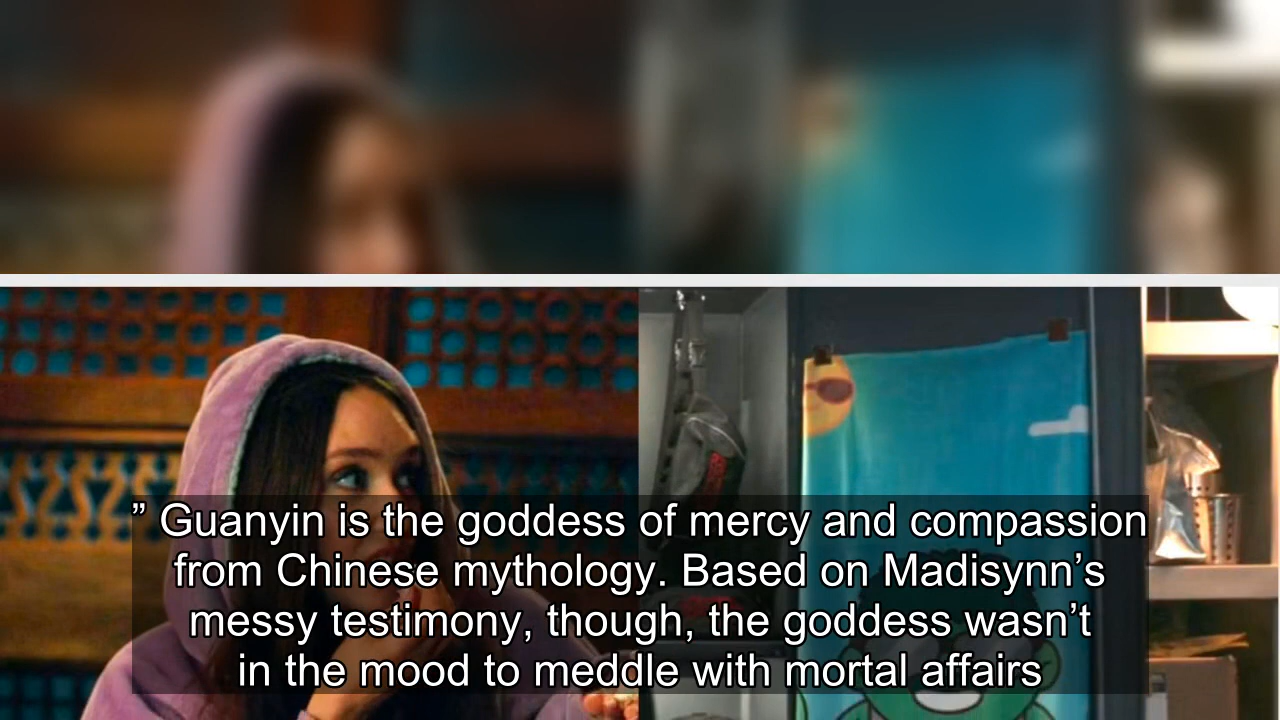 ” Guanyin is the goddess of mercy and compassion
from Chinese mythology. Based on Madisynn’s
messy testimony, though, the goddess wasn’t
in the mood to meddle with mortal affairs